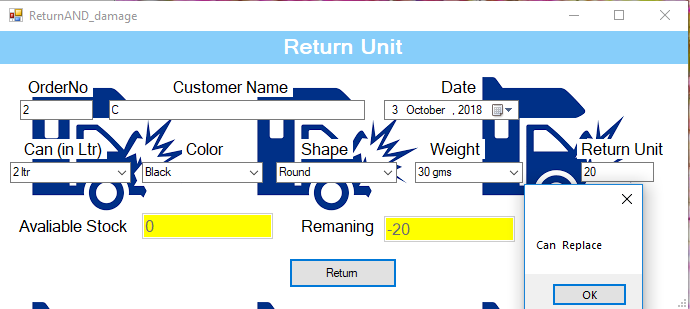 ReturnAND_damage
Return Unit
OrderNo Customer Name Date
2 C 3 October , 2018
Can (in Ltr) Color Shape Weight Return Unit
2 ltr Black Round 30 gms 20
Avaliable Stock 0 Remaning -20
Can Replace
Return
OK